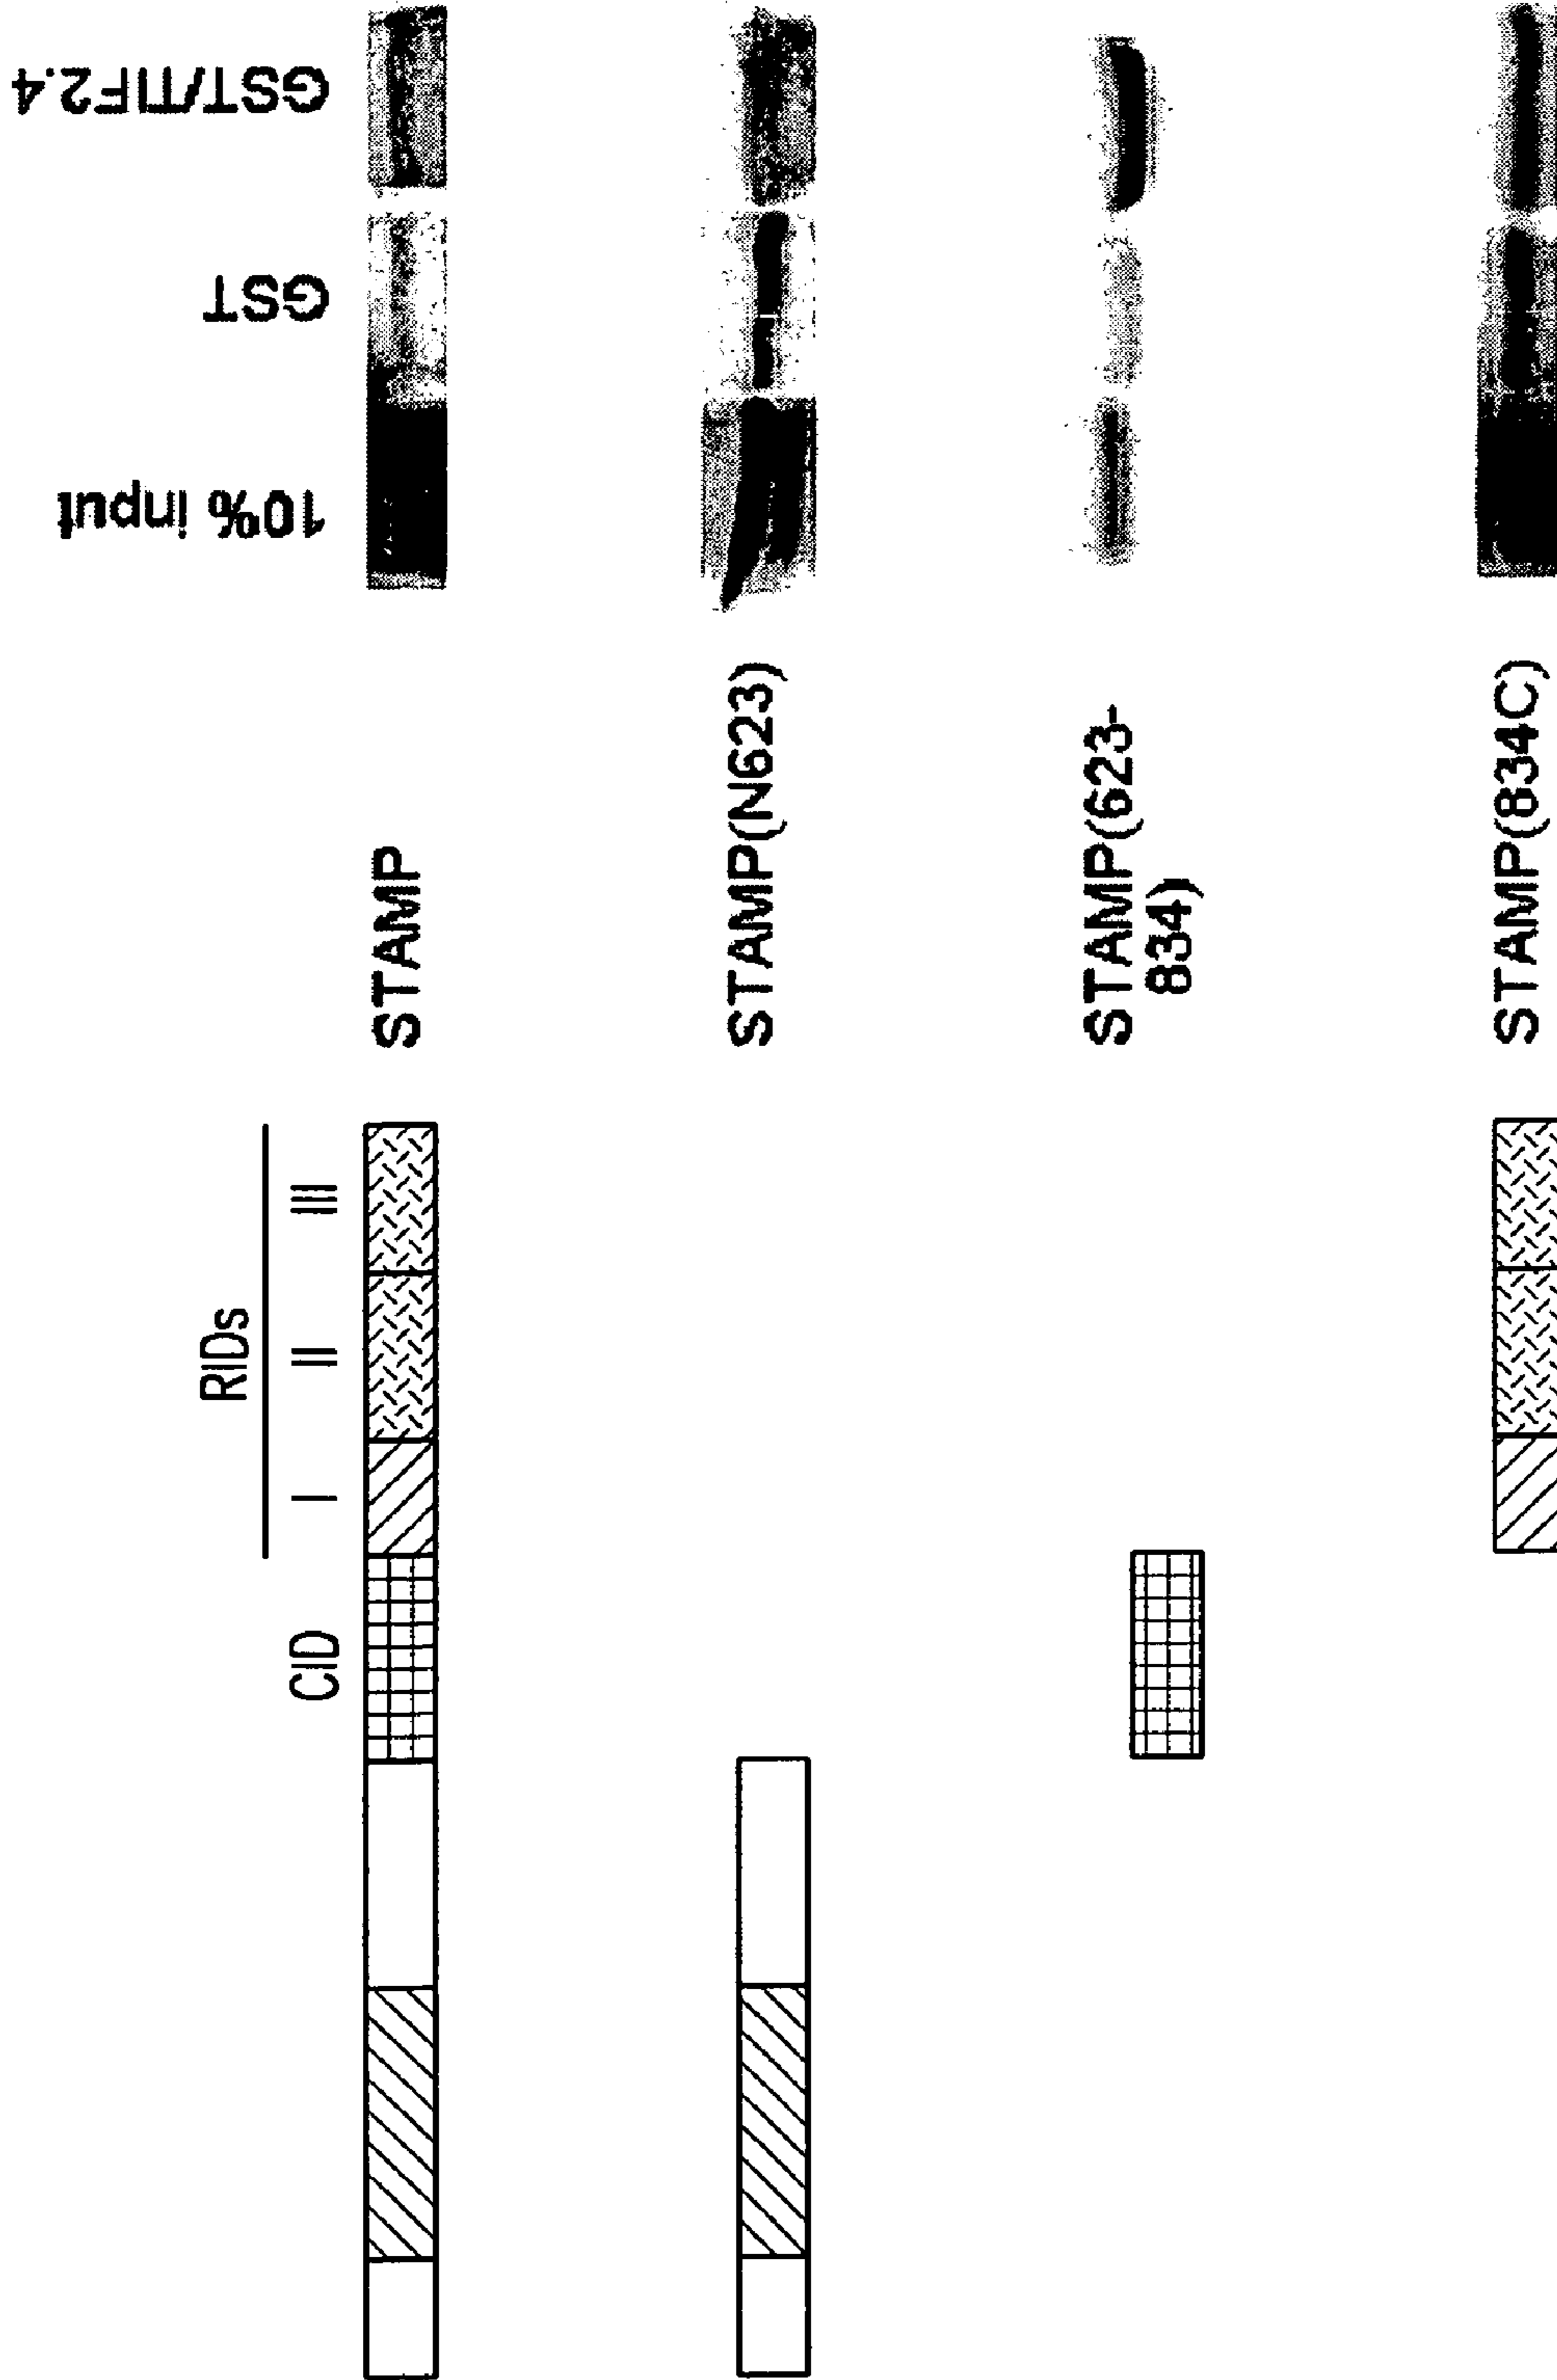 10% input
GST
GST/TIF2.4
RIDs
CID
I
II
III
STAMP
STAMP(N623)
STAMP(623-
834)
STAMP(834C)